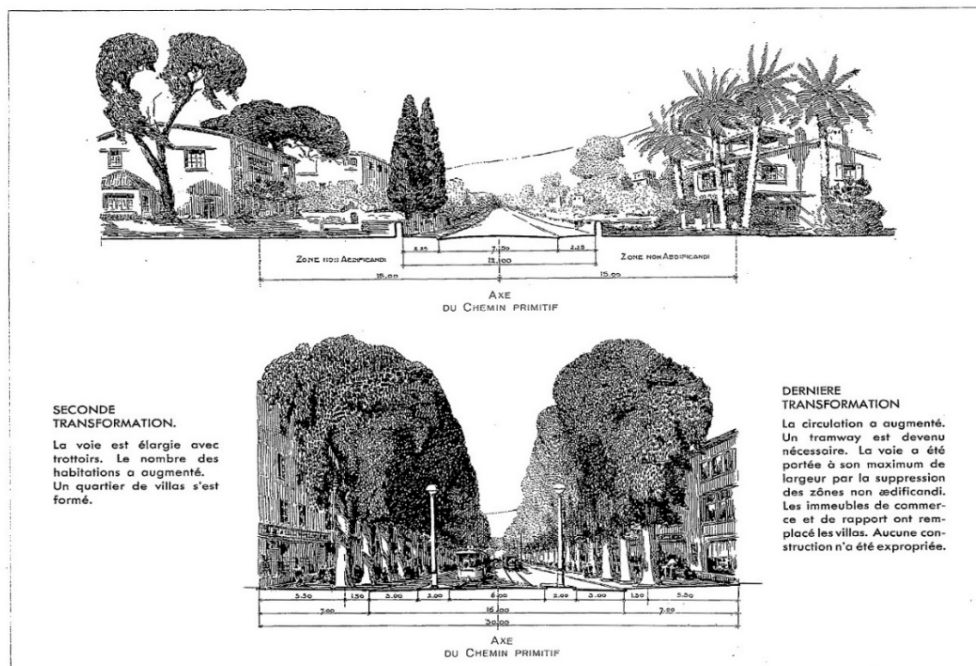 2.25
7.50
2.25
ZONE NON AEDIFICANDI
12.00
ZONE NON AEDIFICANDI
15.00
15.00
AXE
DU CHEMIN PRIMITIF
SECONDE
TRANSFORMATION.
La voie est élargie avec
trottoirs. Le nombre des
habitations a augmenté.
Un quartier de villas s'est
formé.
DERNIERE
TRANSFORMATION
La circulation a augmenté.
Un tramway est devenu
nécessaire. La voie a été
portée à son maximum de
largeur par la suppression
des zônes non ædificandi.
Les immeubles de commer-
ce et de rapport ont rem-
placé les villas. Aucune con-
struction n'a été expropriée.
5.50 1.50 3.00 2.00 6.00 2.00 3.00 1.50 5.50
7.00 16.00 7.00
30.00
AXE
DU CHEMIN PRIMITIF